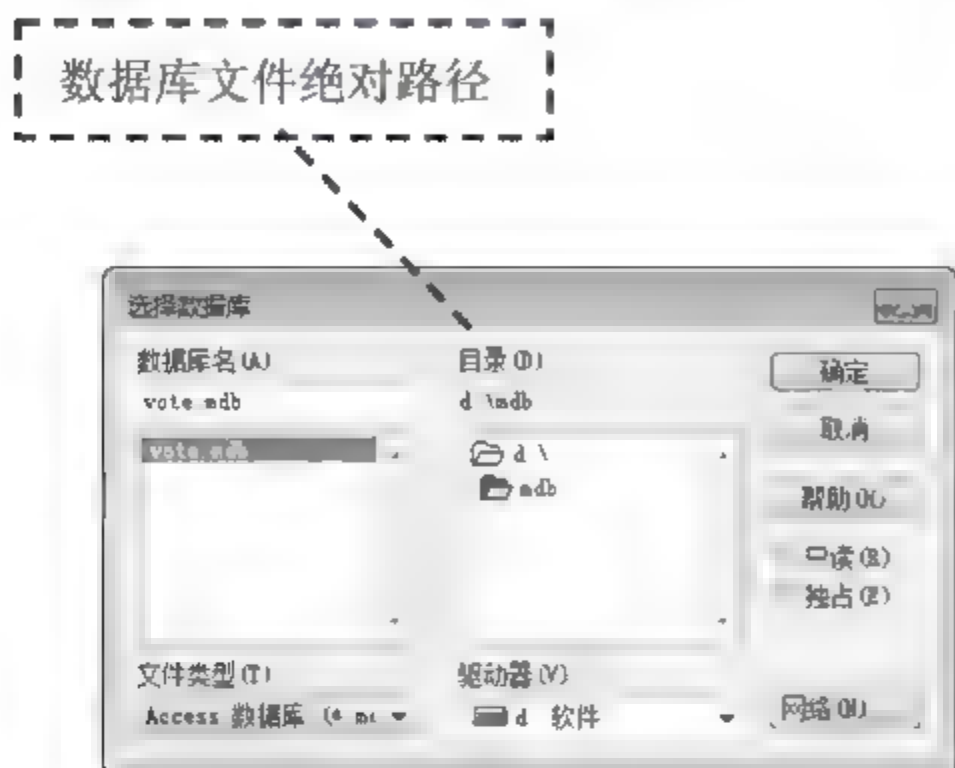 数据库文件绝对路径
选择数据库
数据库名(A)
vote mdb
vote.mdb
目录(D)
d \mdb
d \
mdb
确定
取消
帮助(H)
只读(R)
独占(E)
文件类型(T)
Access 数据库 (* m
驱动器(V)
d 软件
网络(N)